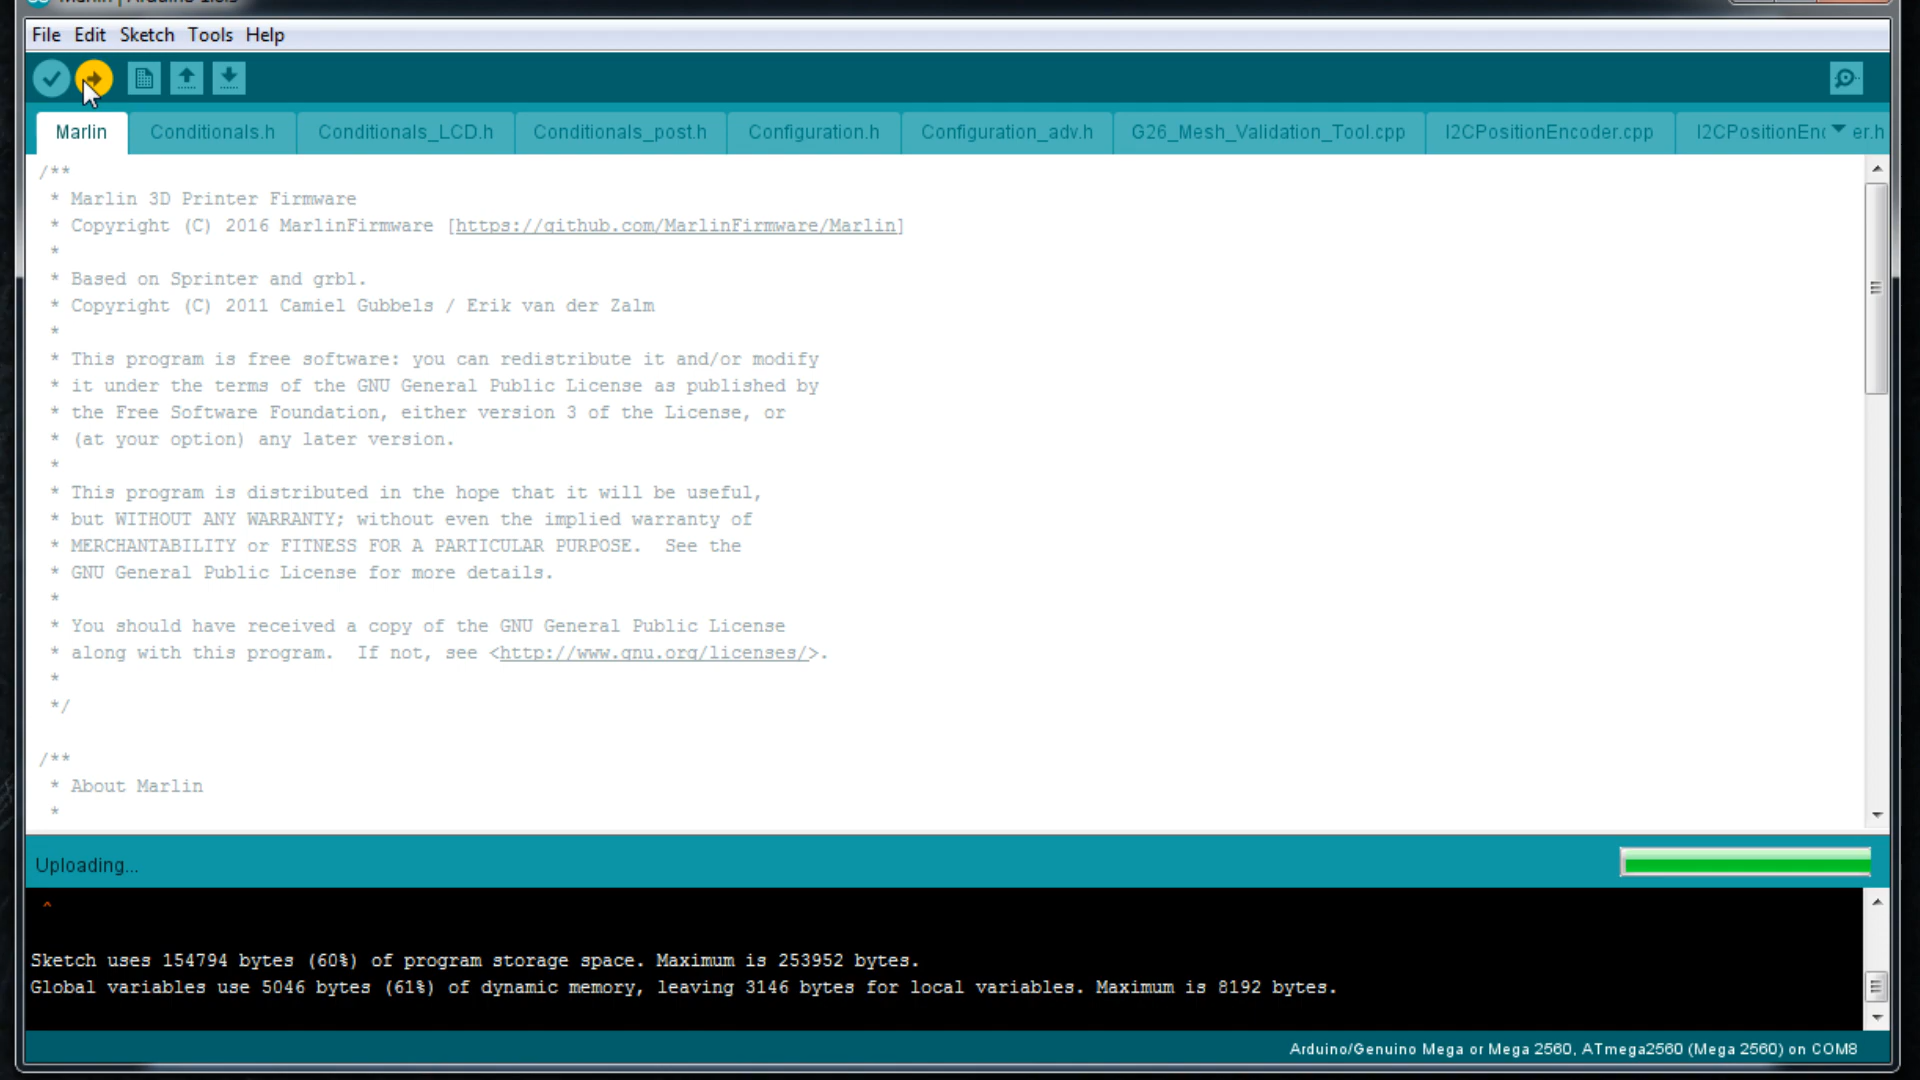 Marlin | Arduino 1.8.5
File Edit Sketch Tools Help
Marlin Conditionals.h Conditionals_LCD.h Conditionals_post.h Configuration.h Configuration_adv.h G26_Mesh_Validation_Tool.cpp I2CPositionEncoder.cpp I2CPositionEnc er.h
/**
* Marlin 3D Printer Firmware
* Copyright (C) 2016 MarlinFirmware [https://github.com/MarlinFirmware/Marlin]
*
* Based on Sprinter and grbl.
* Copyright (C) 2011 Camiel Gubbels / Erik van der Zalm
*
* This program is free software: you can redistribute it and/or modify
* it under the terms of the GNU General Public License as published by
* the Free Software Foundation, either version 3 of the License, or
* (at your option) any later version.
*
* This program is distributed in the hope that it will be useful,
* but WITHOUT ANY WARRANTY; without even the implied warranty of
* MERCHANTABILITY or FITNESS FOR A PARTICULAR PURPOSE.  See the
* GNU General Public License for more details.
*
* You should have received a copy of the GNU General Public License
* along with this program.  If not, see <http://www.gnu.org/licenses/>.
*
*/
/**
* About Marlin
*
Uploading...
^
Sketch uses 154794 bytes (60%) of program storage space. Maximum is 253952 bytes.
Global variables use 5046 bytes (61%) of dynamic memory, leaving 3146 bytes for local variables. Maximum is 8192 bytes.
Arduino/Genuino Mega or Mega 2560, ATmega2560 (Mega 2560) on COM8